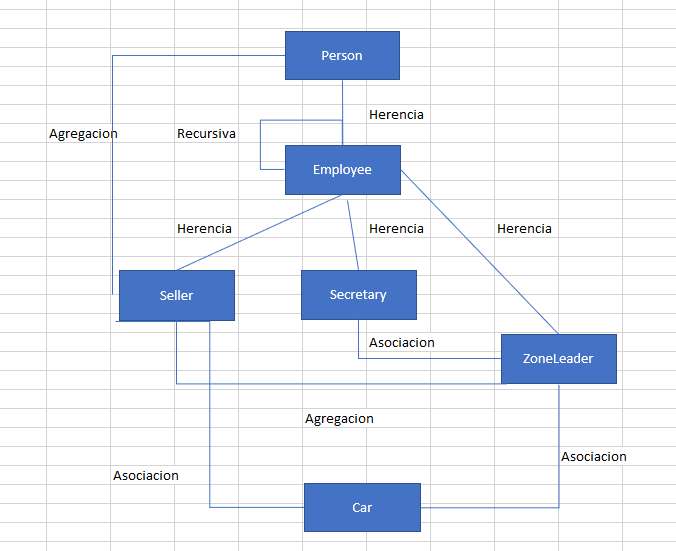 Person
Herencia
Agregacion
Recursiva
Employee
Herencia
Herencia
Herencia
Seller
Secretary
Asociacion
ZoneLeader
Agregacion
Asociacion
Asociacion
Car